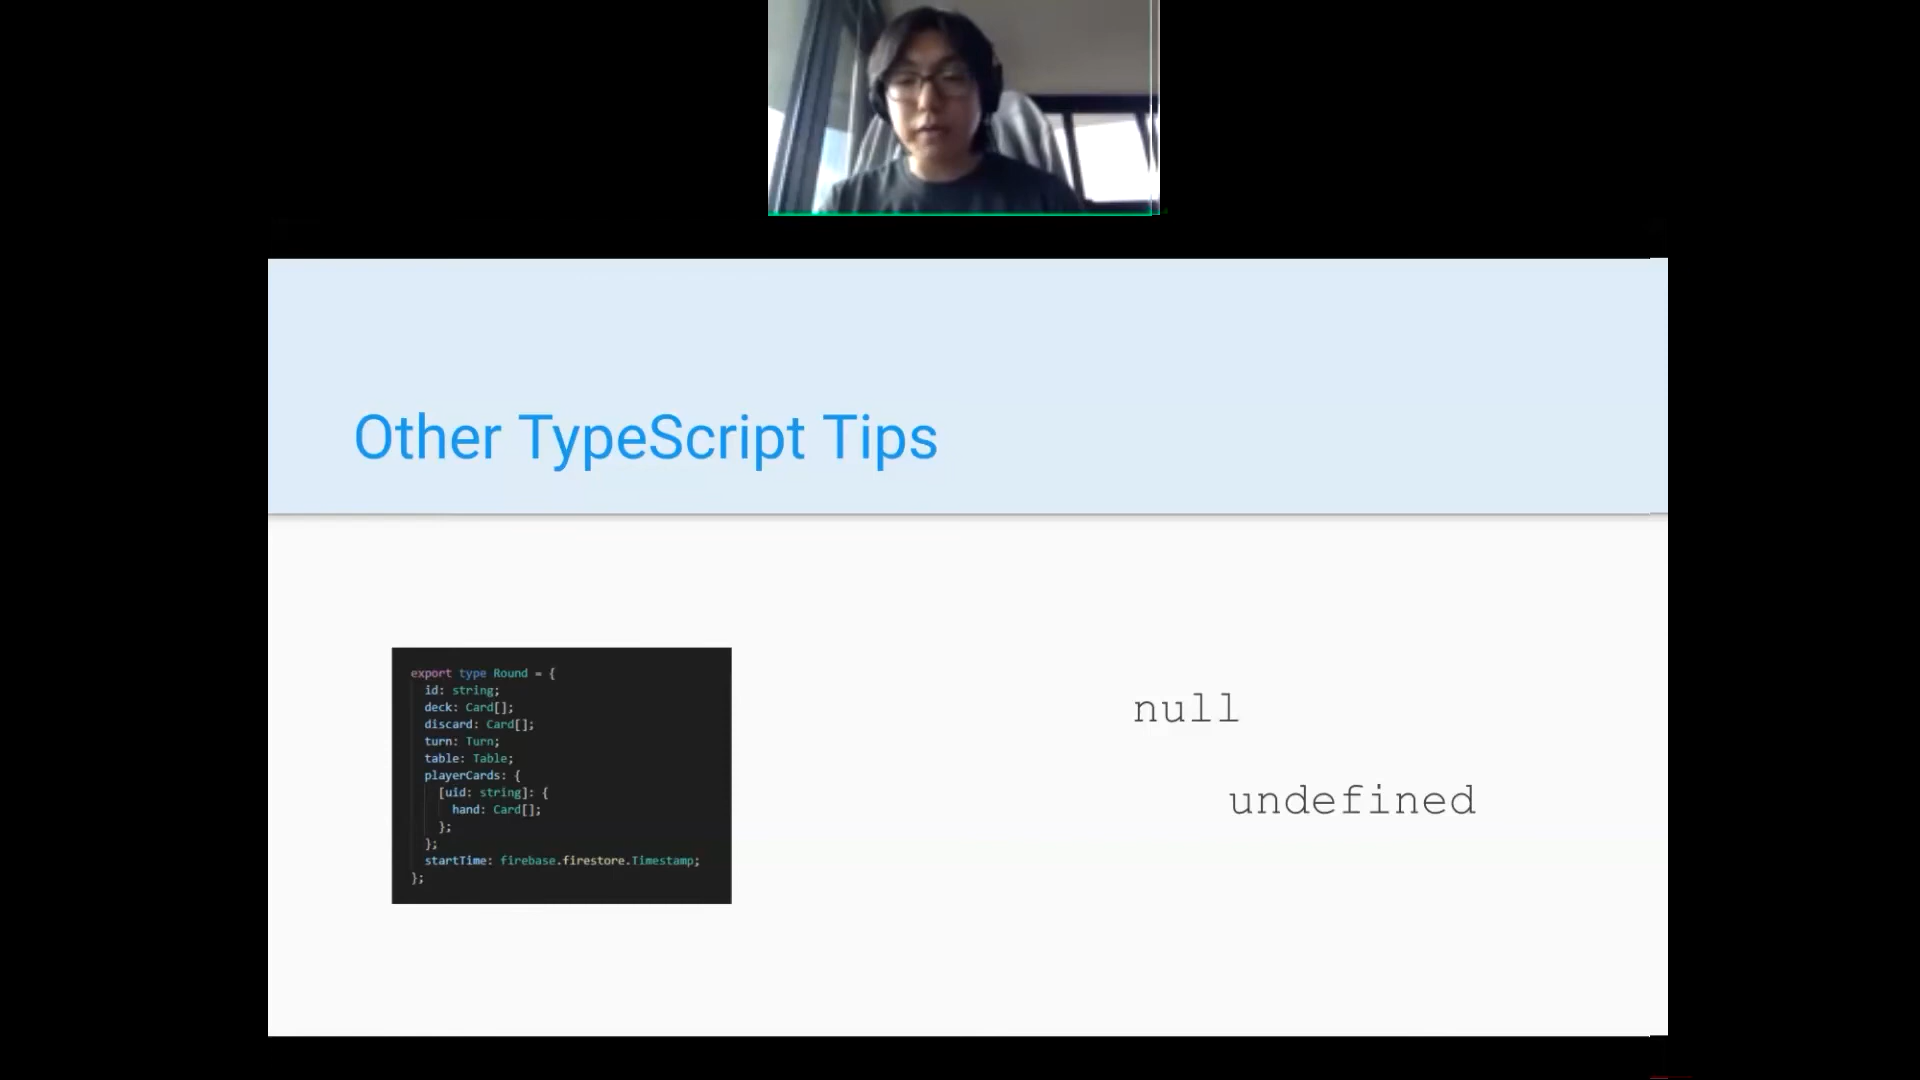 Other TypeScript Tips
export type Round = {
id: string;
deck: Card[];
discard: Card[];
turn: Turn;
table: Table;
playerCards: {
[uid: string]: {
hand: Card[];
};
};
startTime: firebase.firestore.Timestamp;
};
null
undefined